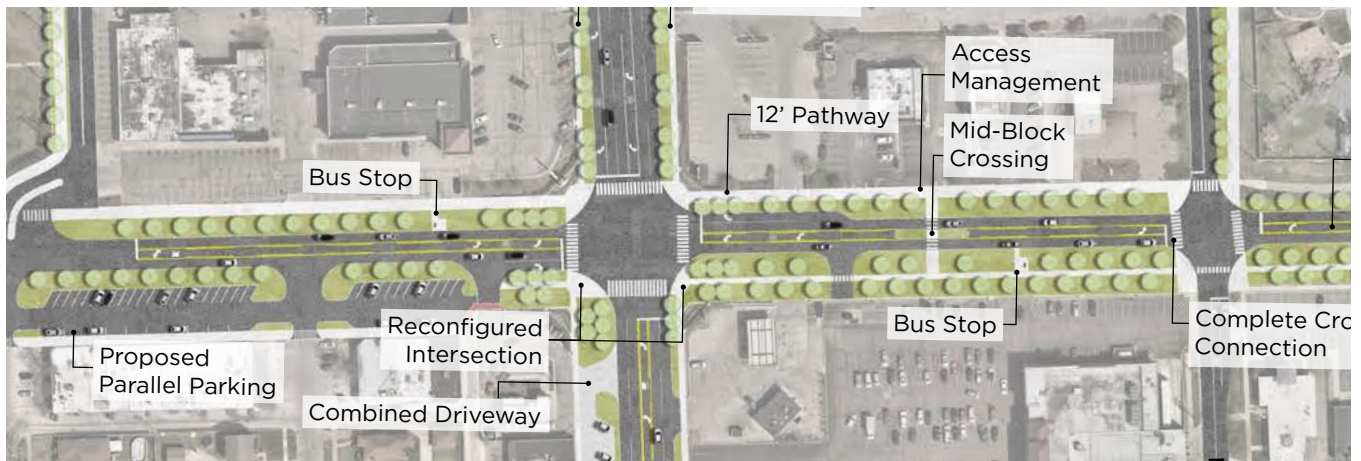 Access
Management
12’ Pathway
Mid-Block
Crossing
Bus Stop
Reconfigured
Intersection
Bus Stop
Complete Cro
Connection
Proposed
Parallel Parking
Combined Driveway